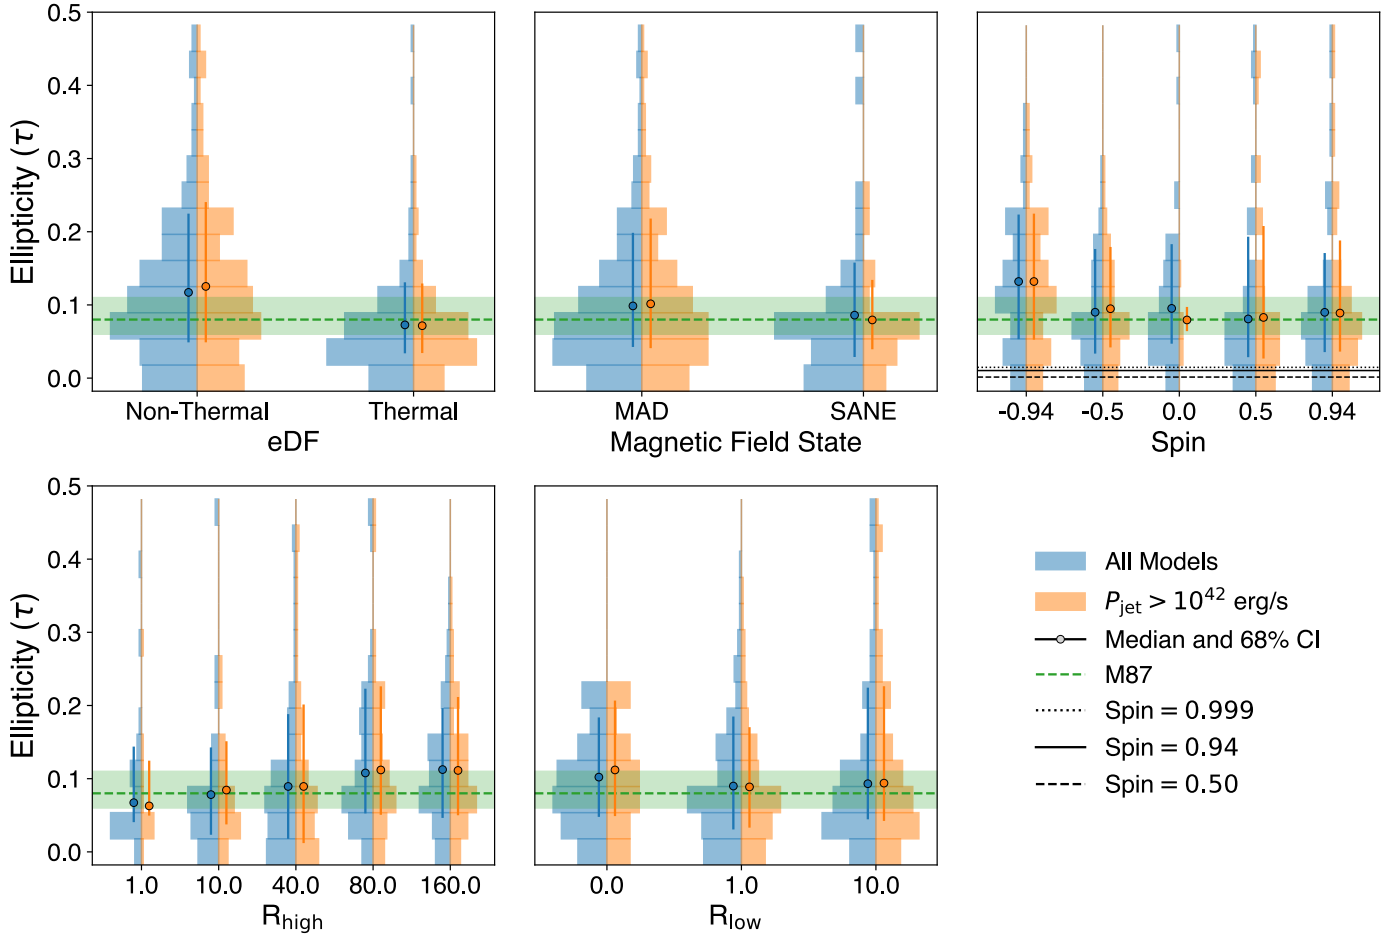 0.5
0.4
0.3
0.2
0.1
0.0
Ellipticity (τ)
Non-Thermal
Thermal
eDF
MAD
SANE
Magnetic Field State
-0.94
-0.5
0.0
0.5
0.94
Spin
0.5
0.4
0.3
0.2
0.1
0.0
Ellipticity (τ)
1.0
10.0
40.0
80.0
160.0
R_high
0.0
1.0
10.0
R_low
All Models
P_jet > 10^42 erg/s
Median and 68% CI
M87
Spin = 0.999
Spin = 0.94
Spin = 0.50